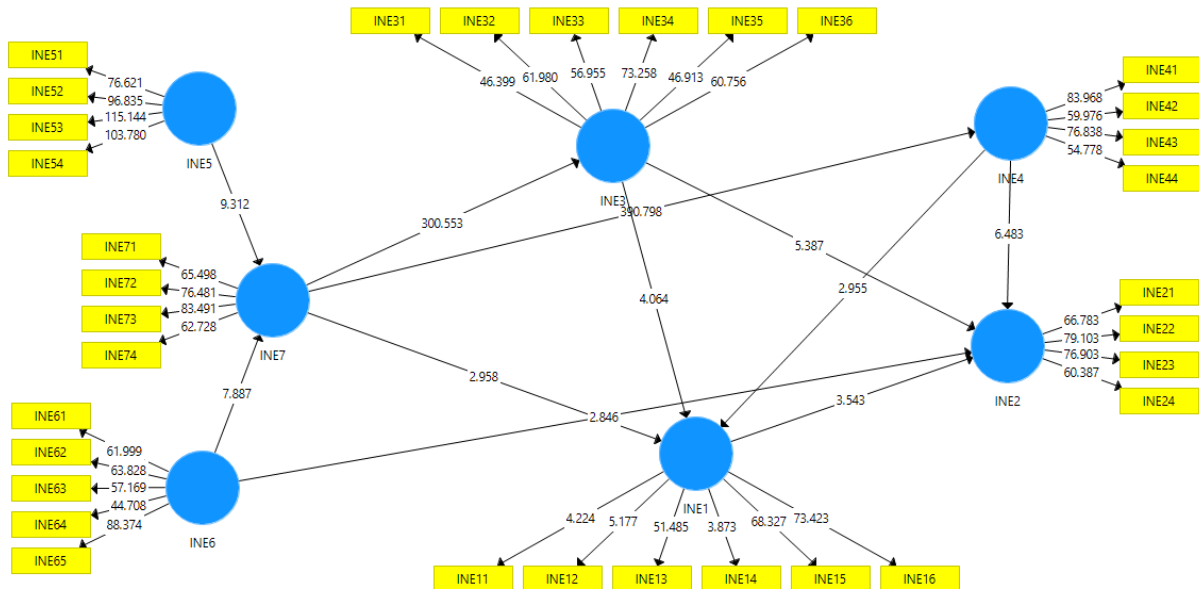 INE31
INE32
INE33
INE34
INE35
INE36
46.399
61.980
56.955
73.258
46.913
60.756
INE51
INE52
INE53
INE54
76.621
96.835
115.144
103.780
INE5
INE41
INE42
INE43
INE44
83.968
59.976
76.838
54.778
INE4
INE3
9.312
300.553
390.798
5.387
6.483
4.064
2.955
INE71
INE72
INE73
INE74
65.498
76.481
83.491
62.728
INE7
INE21
INE22
INE23
INE24
66.783
79.103
76.903
60.387
INE2
7.887
2.958
2.846
3.543
INE61
INE62
INE63
INE64
INE65
61.999
63.828
57.169
44.708
88.374
INE6
INE1
4.224
5.177
51.485
3.873
68.327
73.423
INE11
INE12
INE13
INE14
INE15
INE16